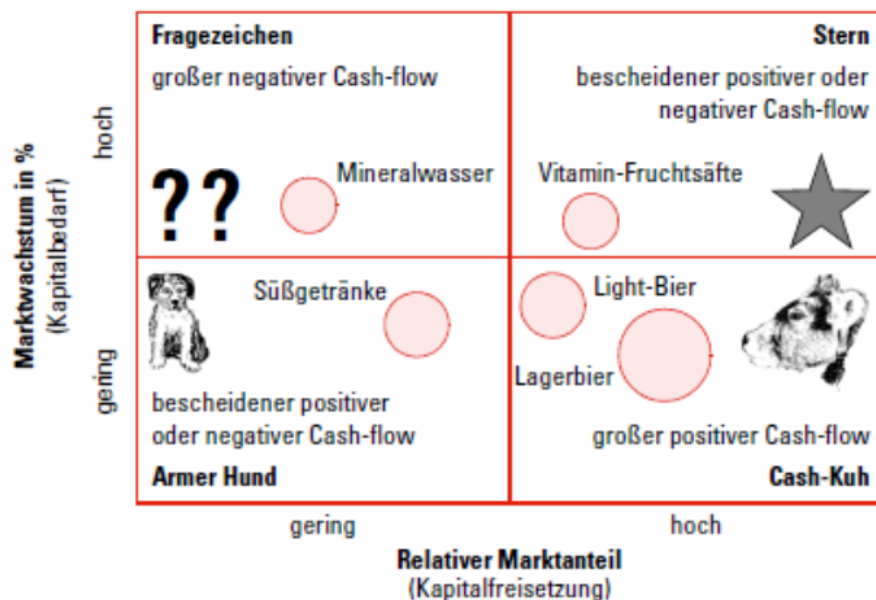 Fragezeichen
großer negativer Cash-flow
??
Mineralwasser
Stern
bescheidener positiver oder
negativer Cash-flow
Vitamin-Fruchtsäfte
Süßgetränke
bescheidener positiver
oder negativer Cash-flow
Armer Hund
Light-Bier
Lagerbier
großer positiver Cash-flow
Cash-Kuh
Marktwachstum in %
(Kapitalbedarf)
hoch
gering
gering
hoch
Relativer Marktanteil
(Kapitalfreisetzung)